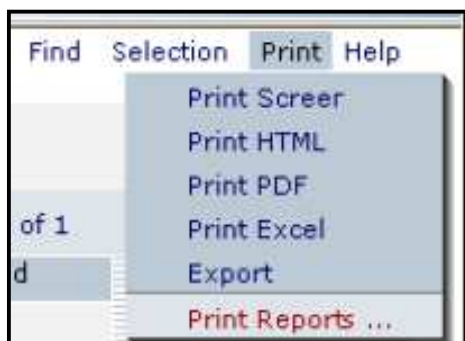 Find Selection Print Help
Print Screer
Print HTML
Print PDF
of 1 Print Excel
d Export
Print Reports ...